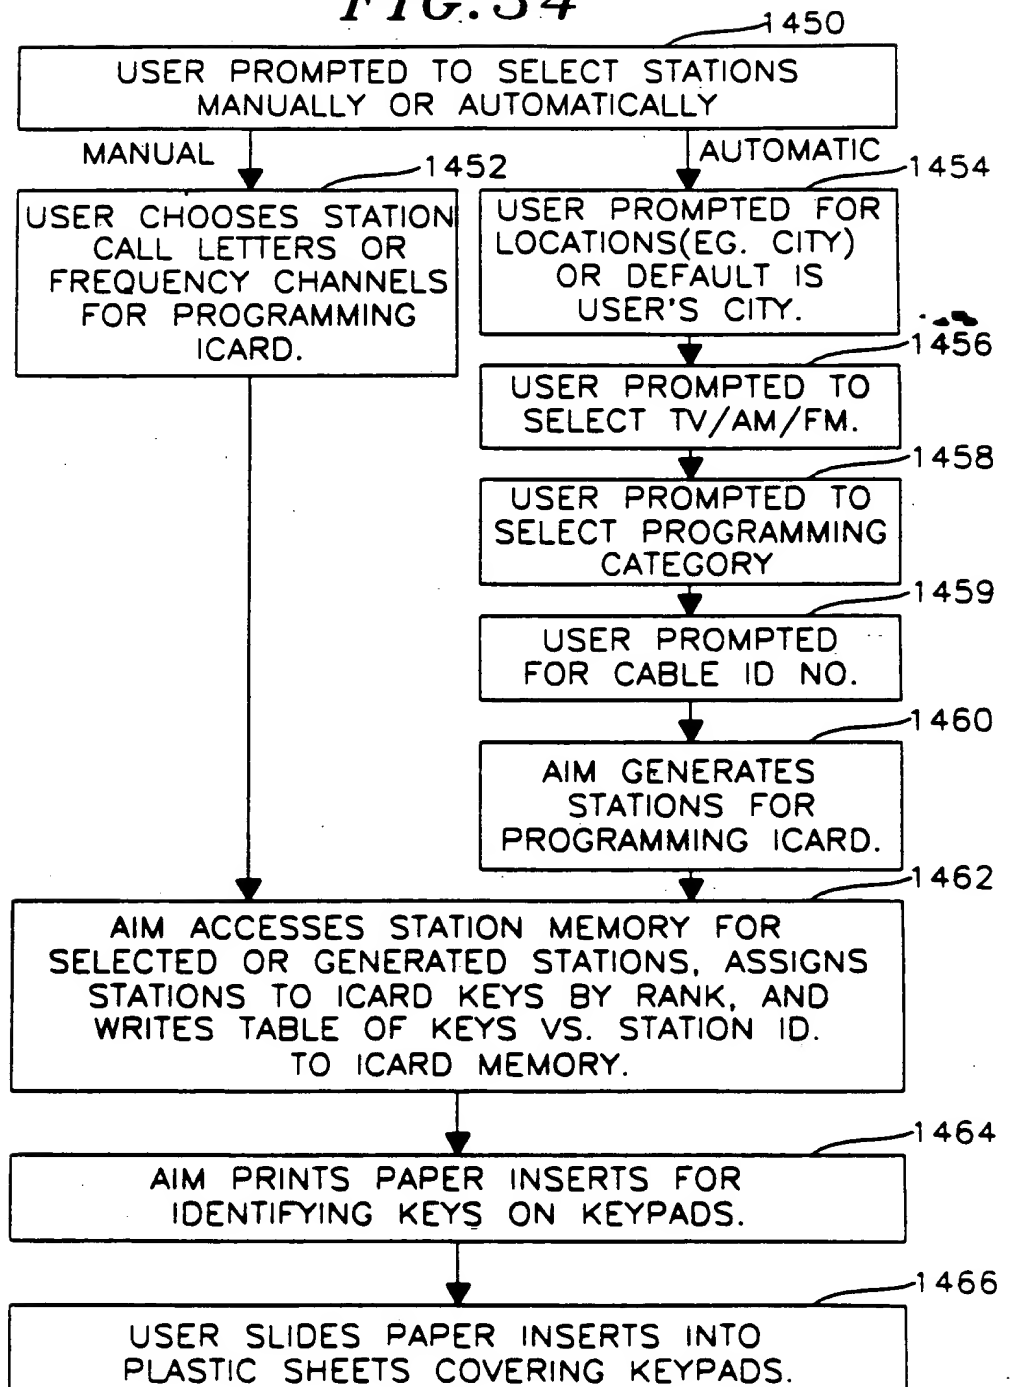 FIG.34
1450
USER PROMPTED TO SELECT STATIONS
MANUALLY OR AUTOMATICALLY
MANUAL
AUTOMATIC
1452
USER CHOOSES STATION
CALL LETTERS OR
FREQUENCY CHANNELS
FOR PROGRAMMING
ICARD.
1454
USER PROMPTED FOR
LOCATIONS(EG. CITY)
OR DEFAULT IS
USER'S CITY.
1456
USER PROMPTED TO
SELECT TV/AM/FM.
1458
USER PROMPTED TO
SELECT PROGRAMMING
CATEGORY
1459
USER PROMPTED
FOR CABLE ID NO.
1460
AIM GENERATES
STATIONS FOR
PROGRAMMING ICARD.
1462
AIM ACCESSES STATION MEMORY FOR
SELECTED OR GENERATED STATIONS, ASSIGNS
STATIONS TO ICARD KEYS BY RANK, AND
WRITES TABLE OF KEYS VS. STATION ID.
TO ICARD MEMORY.
1464
AIM PRINTS PAPER INSERTS FOR
IDENTIFYING KEYS ON KEYPADS.
1466
USER SLIDES PAPER INSERTS INTO
PLASTIC SHEETS COVERING KEYPADS.